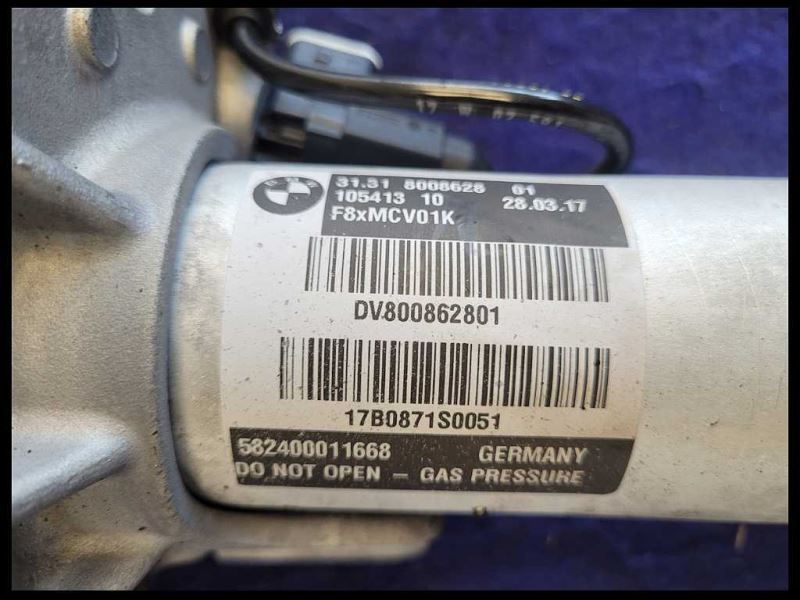 BMW
31.31 8008628 01
105413 10 28.03.17
F8xMCV01K
DV800862801
17B0871S0051
582400011668 GERMANY
DO NOT OPEN – GAS PRESSURE